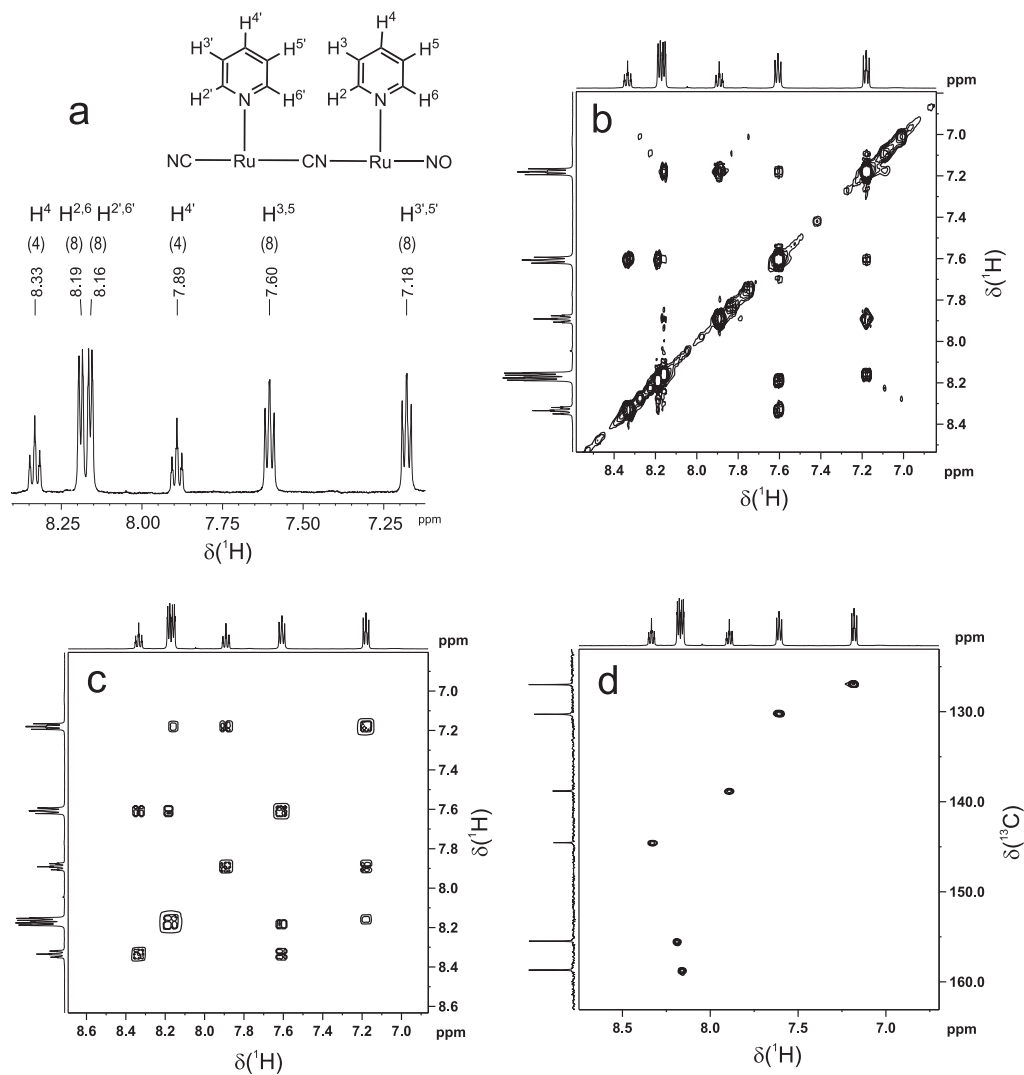 a
H4'
H3' H5'
H2' H6'
N
H4
H3 H5
H2 H6
N
NC Ru CN Ru NO
H4 H2,6 H2',6' H4' H3,5 H3',5'
(4) (8) (8) (4) (8) (8)
8.33 8.19 8.16 7.89 7.60 7.18
8.25 8.00 7.75 7.50 7.25 ppm
δ(1H)
b
ppm
7.0
7.2
7.4
7.6
7.8
8.0
8.2
8.4
δ(1H)
8.4 8.2 8.0 7.8 7.6 7.4 7.2 7.0 ppm
δ(1H)
c
ppm
7.0
7.2
7.4
7.6
7.8
8.0
8.2
8.4
8.6
δ(1H)
8.6 8.4 8.2 8.0 7.8 7.6 7.4 7.2 7.0 ppm
δ(1H)
d
ppm
130.0
140.0
150.0
160.0
δ(13C)
8.5 8.0 7.5 7.0 ppm
δ(1H)